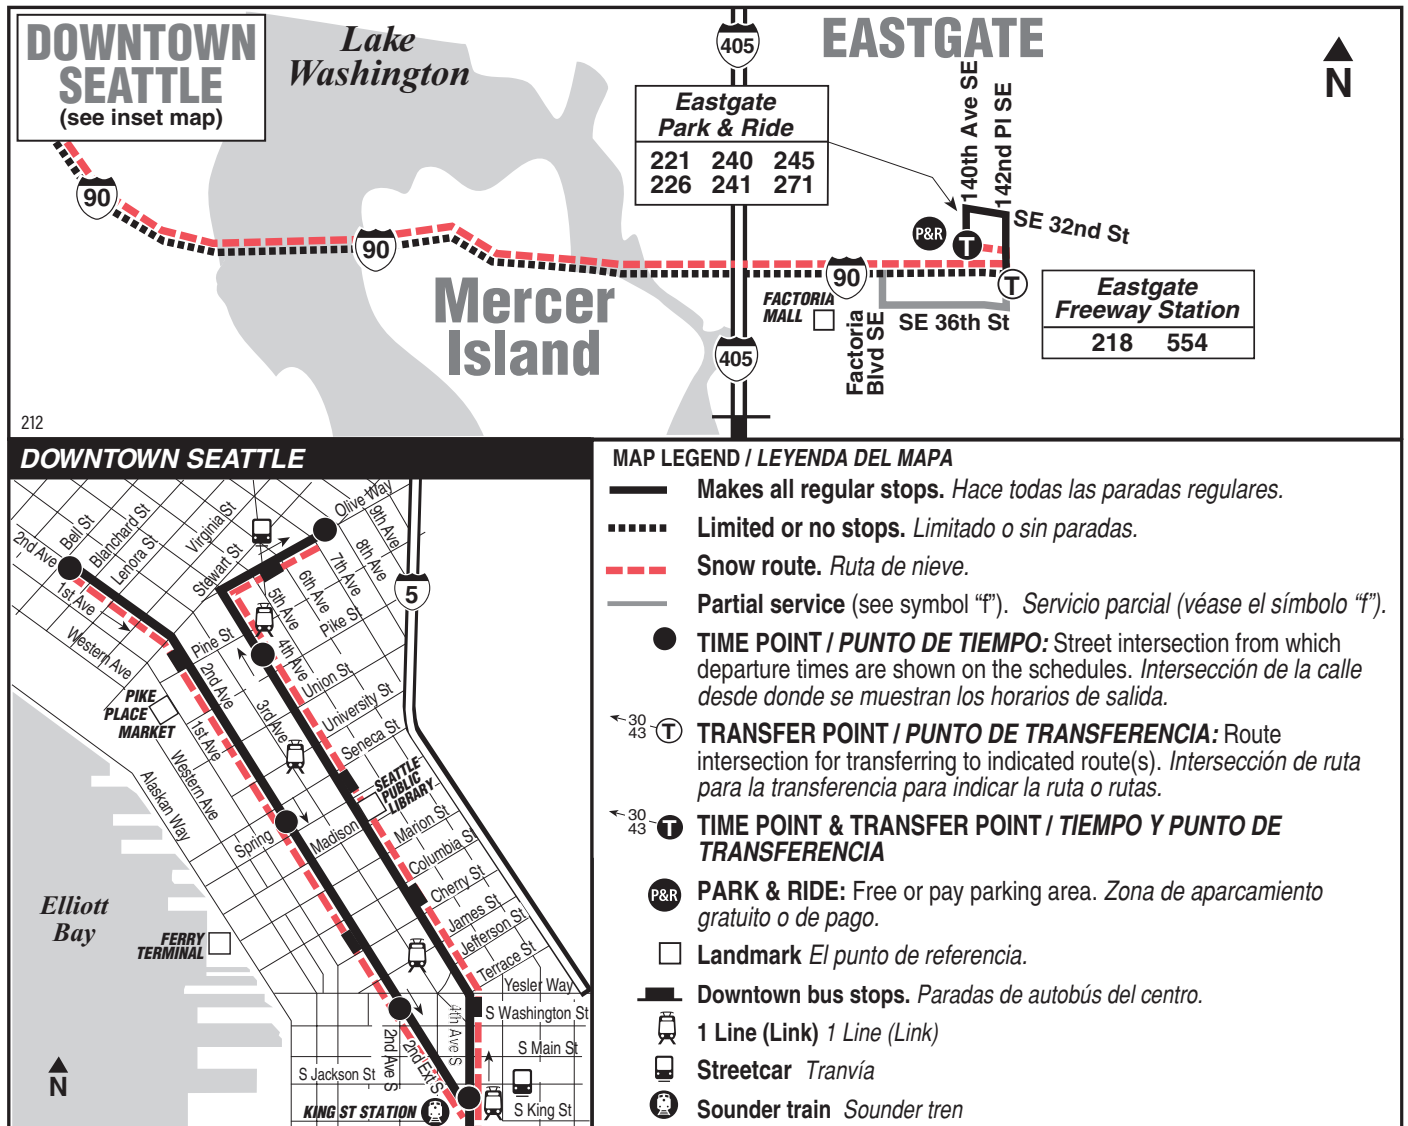 DOWNTOWN
SEATTLE
(see inset map)
Lake
Washington
405
EASTGATE
N
Eastgate
Park & Ride
221 240 245
226 241 271
140th Ave SE
142nd Pl SE
SE 32nd St
P&R
T
90
90
90
T
Mercer
Island
FACTORIA
MALL
Factoria
Blvd SE
SE 36th St
Eastgate
Freeway Station
218 554
405
212
DOWNTOWN SEATTLE
2nd Ave
Bell St
Blanchard St
Lenora St
Virginia St
Stewart St
Olive Way
9th Ave
8th Ave
7th Ave
6th Ave
5th Ave
4th Ave
1st Ave
Western Ave
Pine St
Pike St
5
Union St
University St
Seneca St
2nd Ave
3rd Ave
PIKE
PLACE
MARKET
1st Ave
Western Ave
Alaskan Way
SEATTLE
PUBLIC
LIBRARY
Spring
Madison
Marion St
Columbia St
Cherry St
James St
Jefferson St
Terrace St
Yesler Way
Elliott
Bay
FERRY
TERMINAL
S Washington St
4th Ave S
2nd Ave S
2nd Ext S
S Main St
S Jackson St
N
KING ST STATION
S King St
MAP LEGEND / LEYENDA DEL MAPA
Makes all regular stops. Hace todas las paradas regulares.
Limited or no stops. Limitado o sin paradas.
Snow route. Ruta de nieve.
Partial service (see symbol “f”). Servicio parcial (véase el símbolo “f”).
TIME POINT / PUNTO DE TIEMPO: Street intersection from which
departure times are shown on the schedules. Intersección de la calle
desde donde se muestran los horarios de salida.
30
43
T
TRANSFER POINT / PUNTO DE TRANSFERENCIA: Route
intersection for transferring to indicated route(s). Intersección de ruta
para la transferencia para indicar la ruta o rutas.
30
43
T
TIME POINT & TRANSFER POINT / TIEMPO Y PUNTO DE
TRANSFERENCIA
P&R
PARK & RIDE: Free or pay parking area. Zona de aparcamiento
gratuito o de pago.
Landmark El punto de referencia.
Downtown bus stops. Paradas de autobús del centro.
1 Line (Link) 1 Line (Link)
Streetcar Tranvía
Sounder train Sounder tren